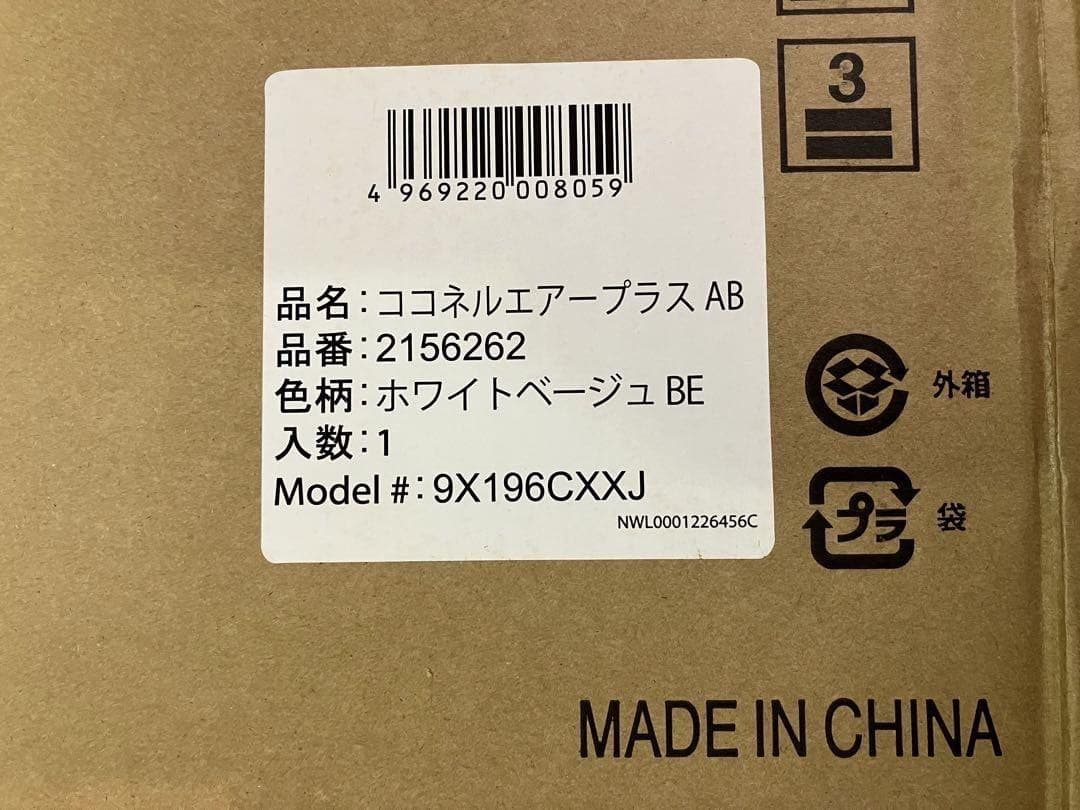 3
4 969220 008059
品名:ココネルエアープラス AB
品番:2156262
色柄:ホワイトベージュ BE
入数:1
Model #:9X196CXXJ
NWL0001226456C
外箱
プラ 袋
MADE IN CHINA